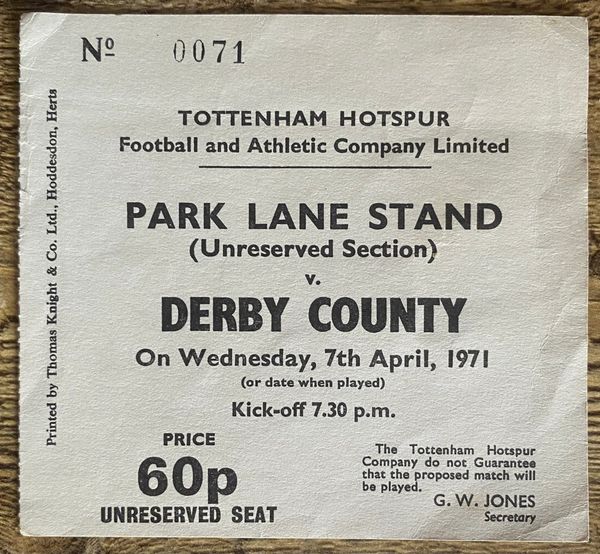 Nº 0071
TOTTENHAM HOTSPUR
Football and Athletic Company Limited
PARK LANE STAND
(Unreserved Section)
v.
DERBY COUNTY
On Wednesday, 7th April, 1971
(or date when played)
Kick-off 7.30 p.m.
PRICE
60p
UNRESERVED SEAT
The Tottenham Hotspur
Company do not Guarantee
that the proposed match will
be played.
G. W. JONES
Secretary
Printed by Thomas Knight & Co. Ltd., Hoddesdon, Herts